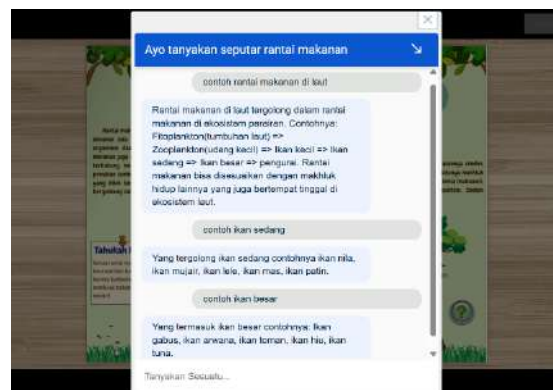 Ayo tanyakan seputar rantai makanan
contoh rantai makanan di laut
Rantai makanan di laut tergolong dalam rantai
makanan di ekosistem perairan. Contohnya:
Fitoplankton(tumbuhan laut) =>
Zooplankton(udang kecil) => Ikan kecil => Ikan
sedang => Ikan besar => pengurai. Rantai
makanan bisa disesuaikan dengan makhluk
hidup lainnya yang juga bertempat tinggal di
ekosistem laut.
contoh ikan sedang
Yang tergolong ikan sedang contohnya ikan nila,
ikan mujair, ikan lele, ikan mas, ikan patin.
contoh ikan besar
Yang termasuk ikan besar contohnya: Ikan
gabus, ikan arwana, ikan toman, ikan hiu, ikan
tuna.
Tanyakan Sesuatu...